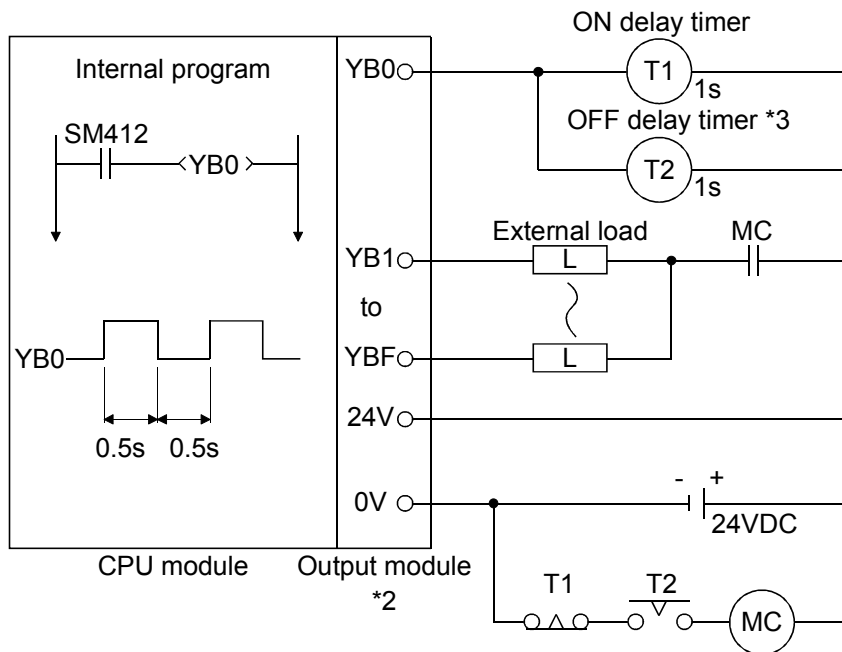 ON delay timer
Internal program
YB0
T1
1s
SM412
YB0
OFF delay timer *3
T2
1s
External load
MC
YB1
L
to
YB0
YBF
L
0.5s
0.5s
24V
0V
- +
24VDC
CPU module
Output module
*2
T1
T2
MC